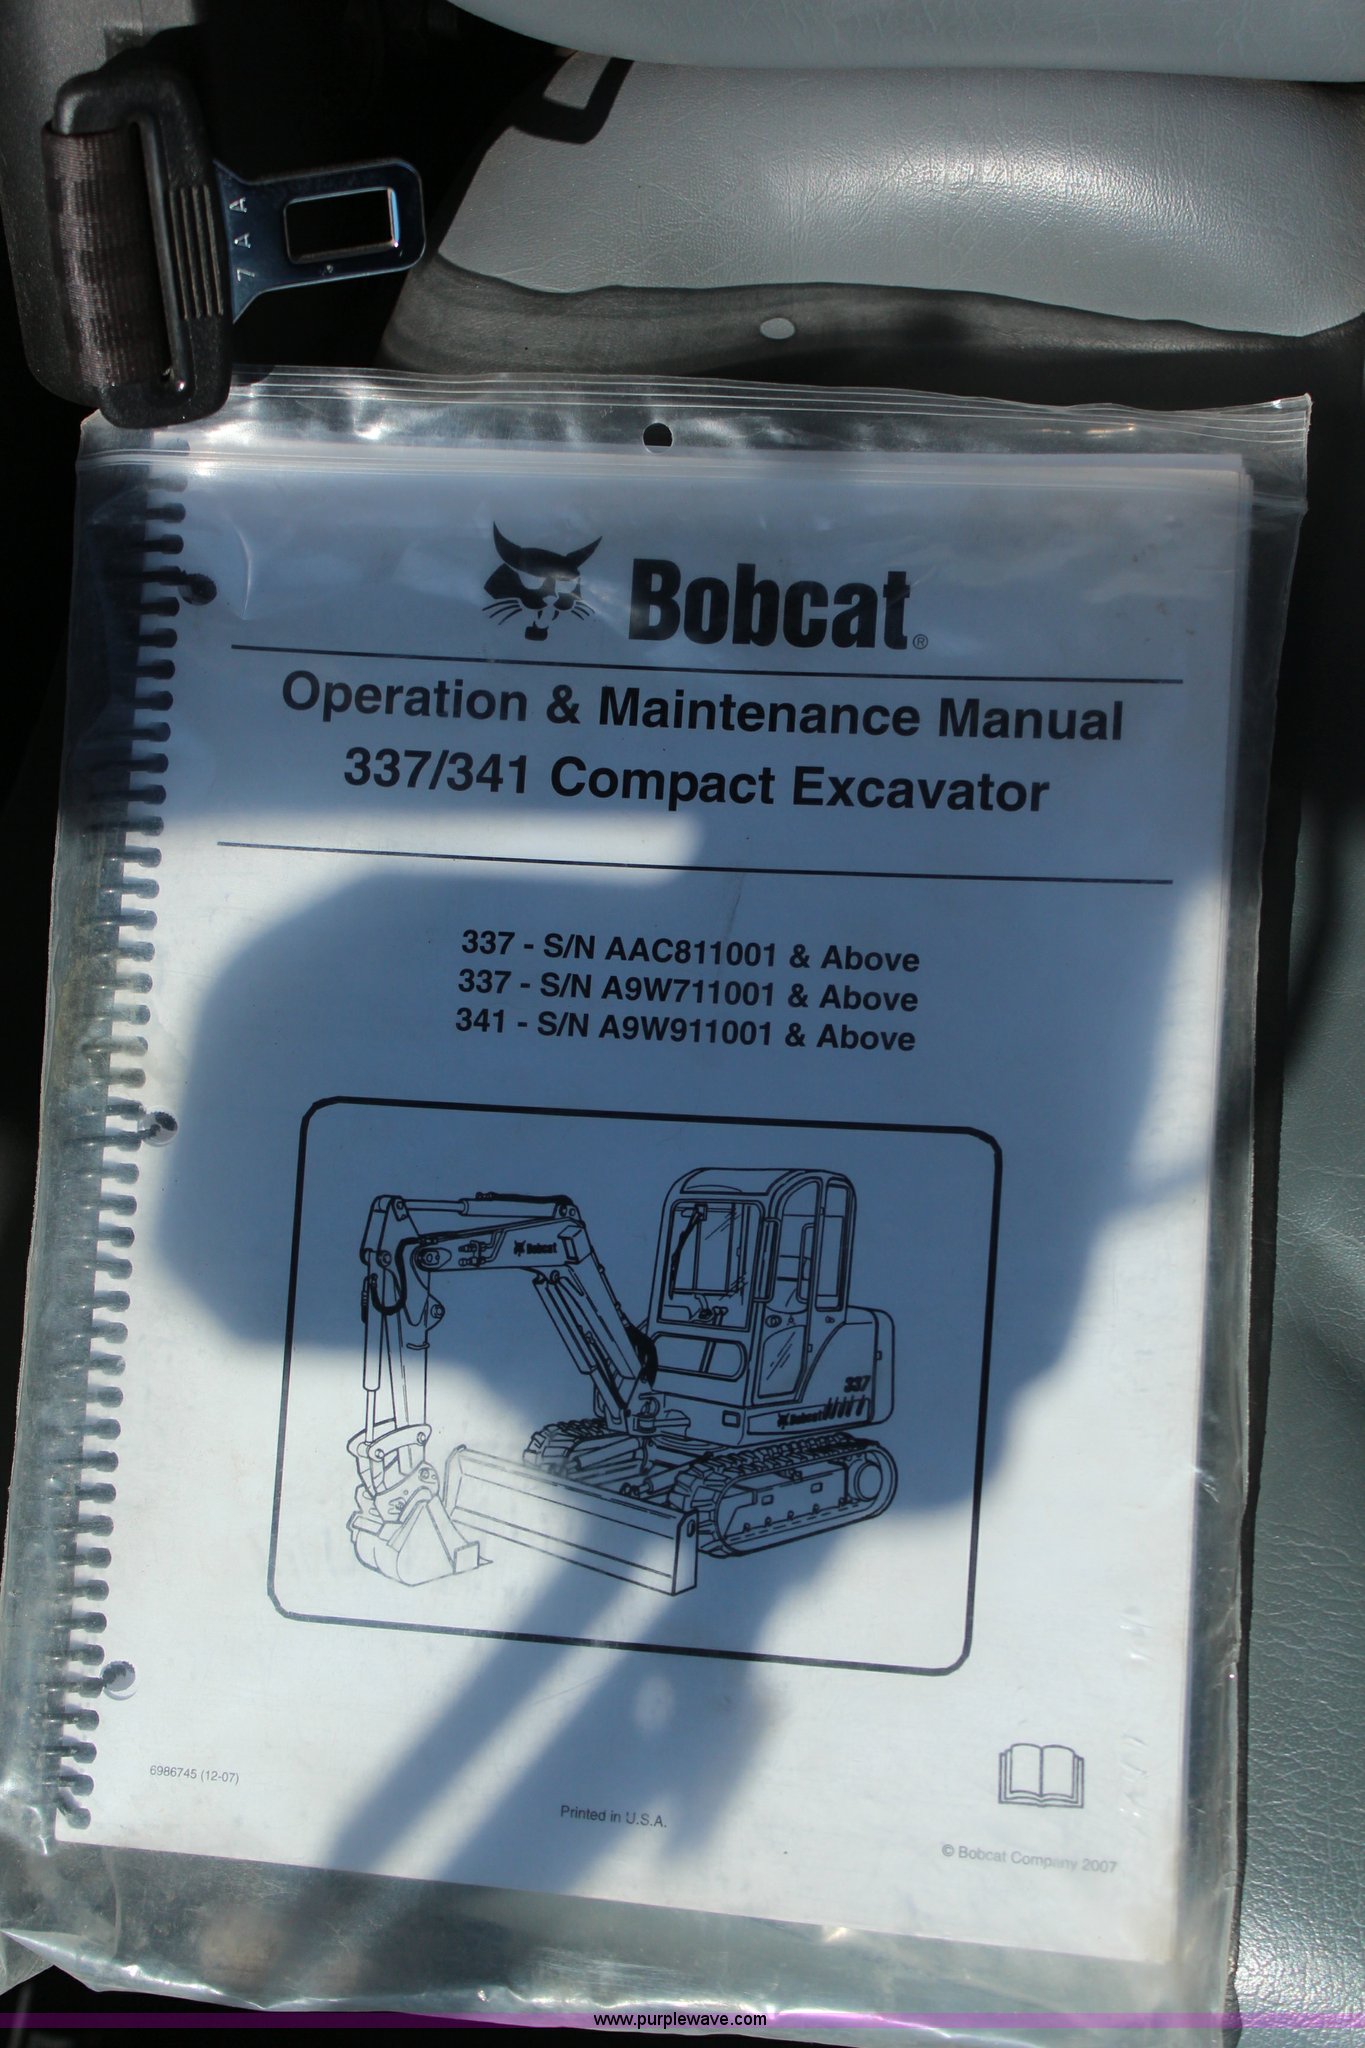 7 A A
Bobcat®
Operation & Maintenance Manual
337/341 Compact Excavator
337 - S/N AAC811001 & Above
337 - S/N A9W711001 & Above
341 - S/N A9W911001 & Above
Bobcat
337
Bobcat
6986745 (12-07)
Printed in U.S.A.
© Bobcat Company 2007
www.purplewave.com